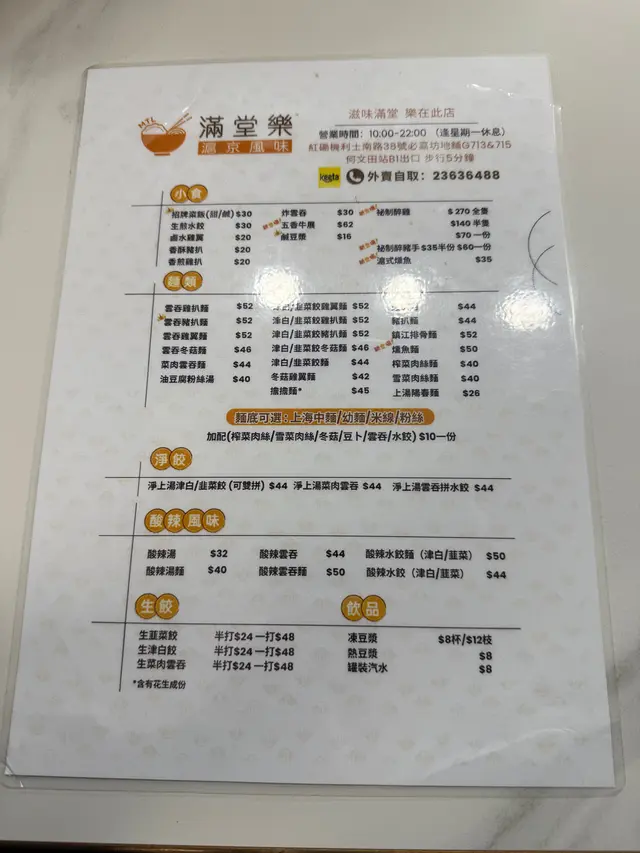 MTL
滿堂樂
滬京風味
滋味滿堂 樂在此店
營業時間：10:00-22:00 （逢星期一休息）
紅磡機利士南路38號必嘉坊地鋪G713&715
何文田站B1出口 步行5分鐘
keeta 外賣自取：23636488
小食
招牌粢飯(甜/鹹) $30
生煎水餃 $30
鹵水雞翼 $20
香酥豬扒 $20
香煎雞扒 $20
炸雲吞 $30
五香牛展 $62
鹹豆漿 $16
祕制醉雞 $270 全隻
$140 半隻
$70 一份
祕制醉豬手 $35半份 $60一份
滬式燻魚 $35
麵類
雲吞雞扒麵 $52
雲吞豬扒麵 $52
雲吞雞翼麵 $52
雲吞冬菇麵 $46
菜肉雲吞麵 $44
油豆腐粉絲湯 $40
津白/韭菜餃雞翼麵 $52
津白/韭菜餃雞扒麵 $52
津白/韭菜餃豬扒麵 $52
津白/韭菜餃冬菇麵 $46
津白/韭菜餃麵 $44
冬菇雞翼麵 $42
擔擔麵* $45
$44
豬扒麵 $44
鎮江排骨麵 $52
燻魚麵 $50
榨菜肉絲麵 $40
雪菜肉絲麵 $40
上湯陽春麵 $26
麵底可選：上海中麵/幼麵/米線/粉絲
加配(榨菜肉絲/雪菜肉絲/冬菇/豆卜/雲吞/水餃) $10一份
淨餃
淨上湯津白/韭菜餃 (可雙拼) $44 淨上湯菜肉雲吞 $44 淨上湯雲吞拼水餃 $44
酸辣風味
酸辣湯 $32 酸辣雲吞 $44 酸辣水餃麵（津白/韭菜） $50
酸辣湯麵 $40 酸辣雲吞麵 $50 酸辣水餃（津白/韭菜） $44
生餃
生韭菜餃 半打$24 一打$48
生津白餃 半打$24 一打$48
生菜肉雲吞 半打$24 一打$48
*含有花生成份
飲品
凍豆漿 $8杯/$12枝
熱豆漿 $8
罐裝汽水 $8